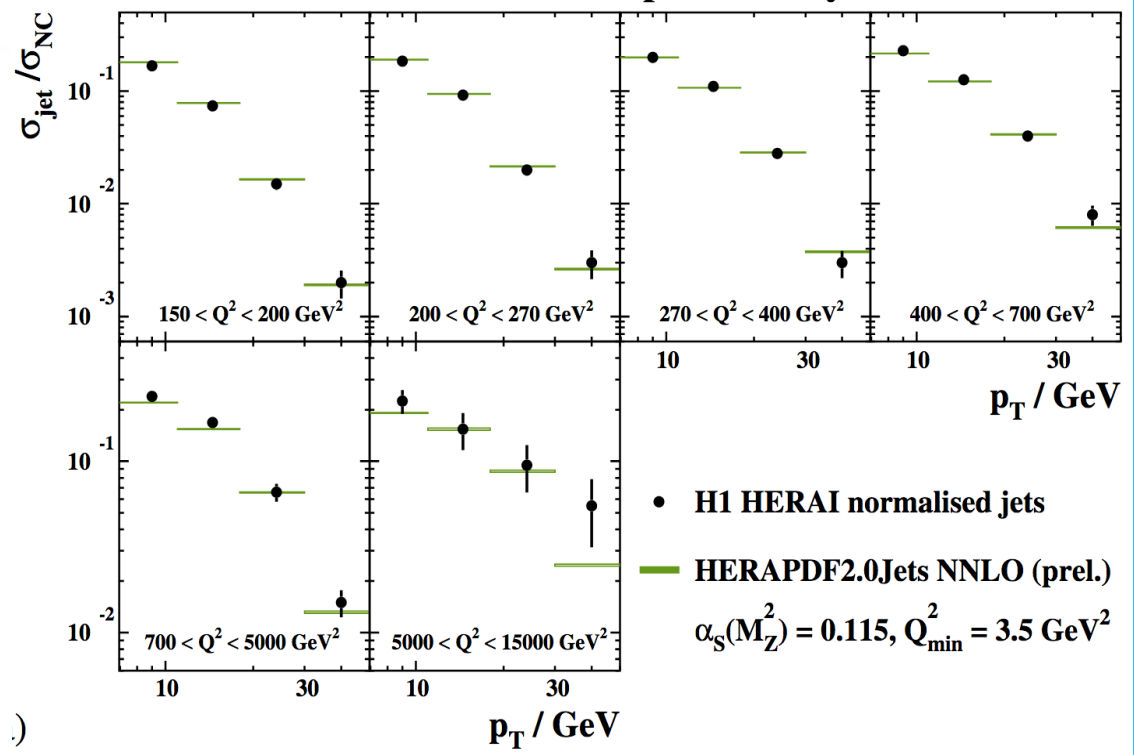 σjet /σNC
10 -1
10 -2
10 -3
150 < Q2 < 200 GeV2
200 < Q2 < 270 GeV2
270 < Q2 < 400 GeV2
400 < Q2 < 700 GeV2
10 30
10 30
pT / GeV
10 -1
10 -2
700 < Q2 < 5000 GeV2
5000 < Q2 < 15000 GeV2
10 30
10 30
pT / GeV
H1 HERAI normalised jets
HERAPDF2.0Jets NNLO (prel.)
αS(M2Z) = 0.115, Q2min = 3.5 GeV2